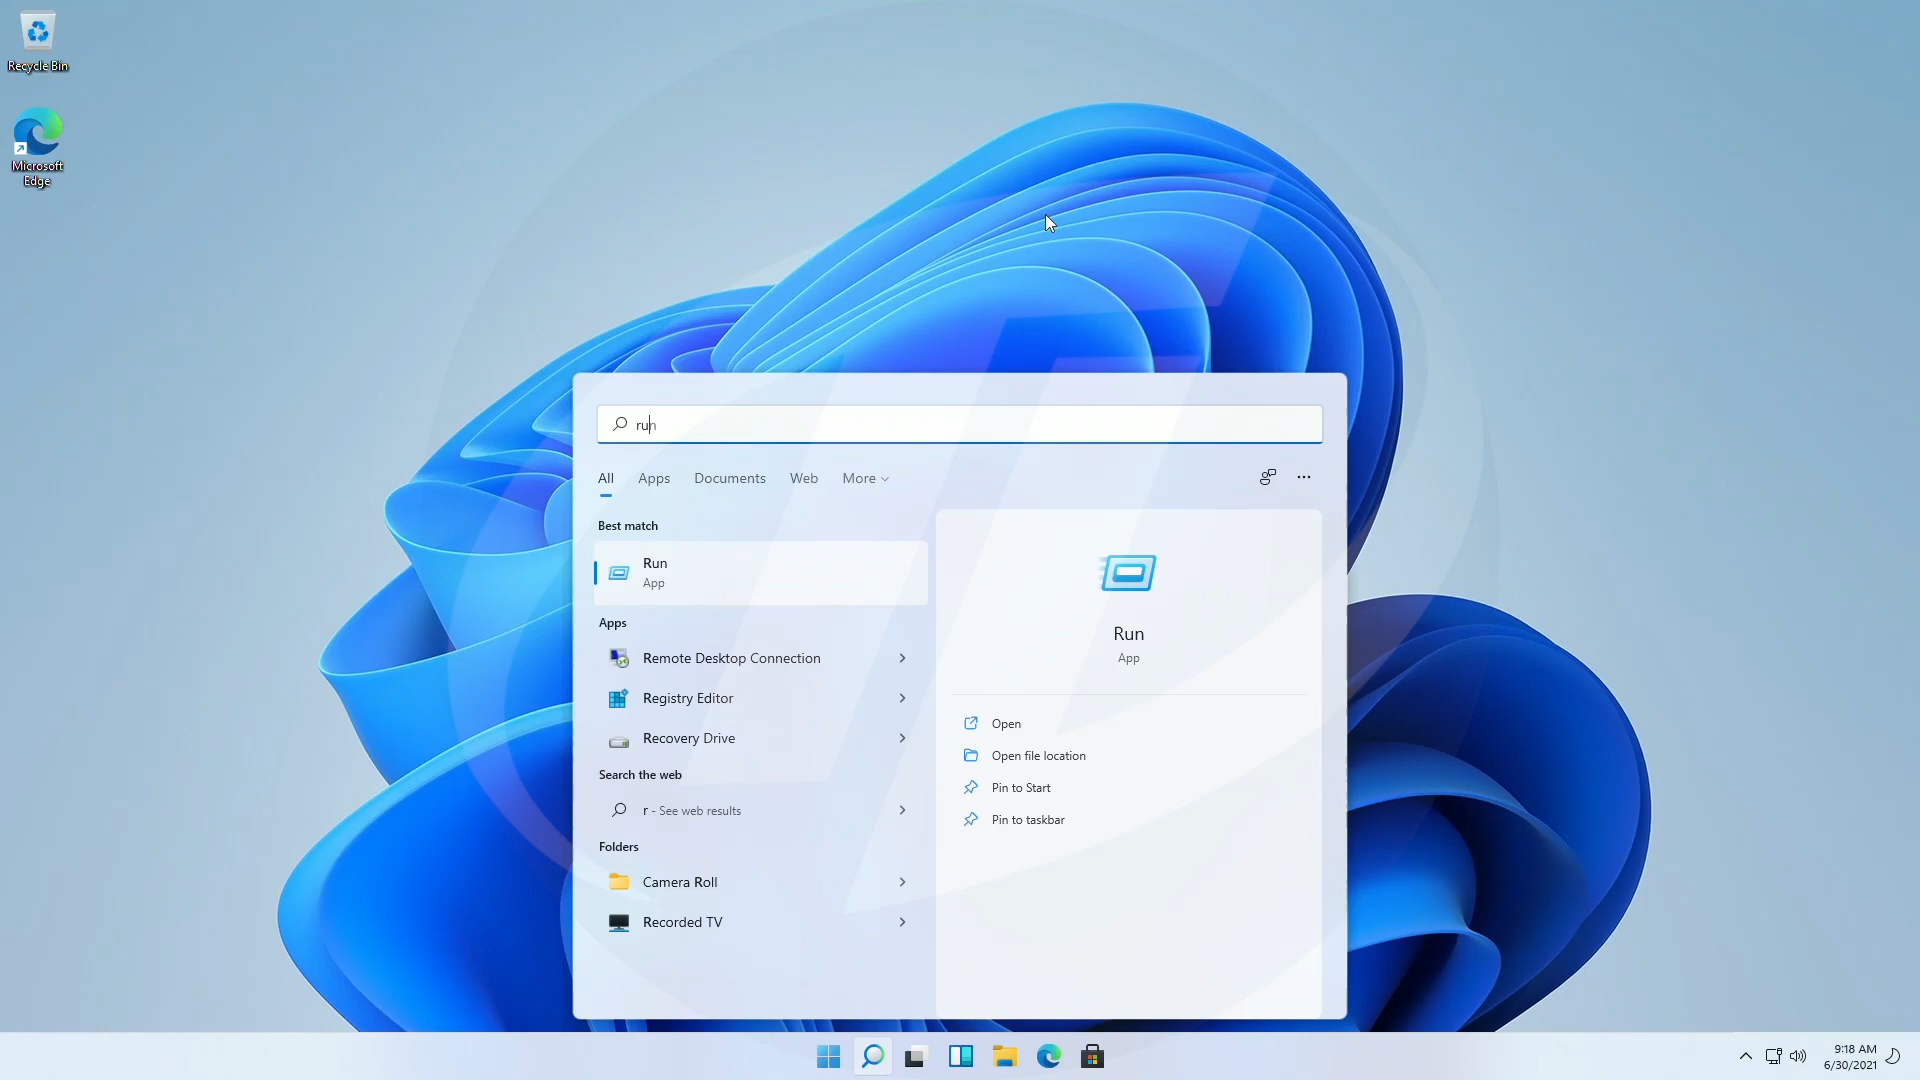 Recycle Bin
Microsoft
Edge
run
All
Apps
Documents
Web
More
Best match
Run
App
Apps
Remote Desktop Connection
Registry Editor
Recovery Drive
Search the web
r - See web results
Folders
Camera Roll
Recorded TV
Run
App
Open
Open file location
Pin to Start
Pin to taskbar
9:18 AM
6/30/2021